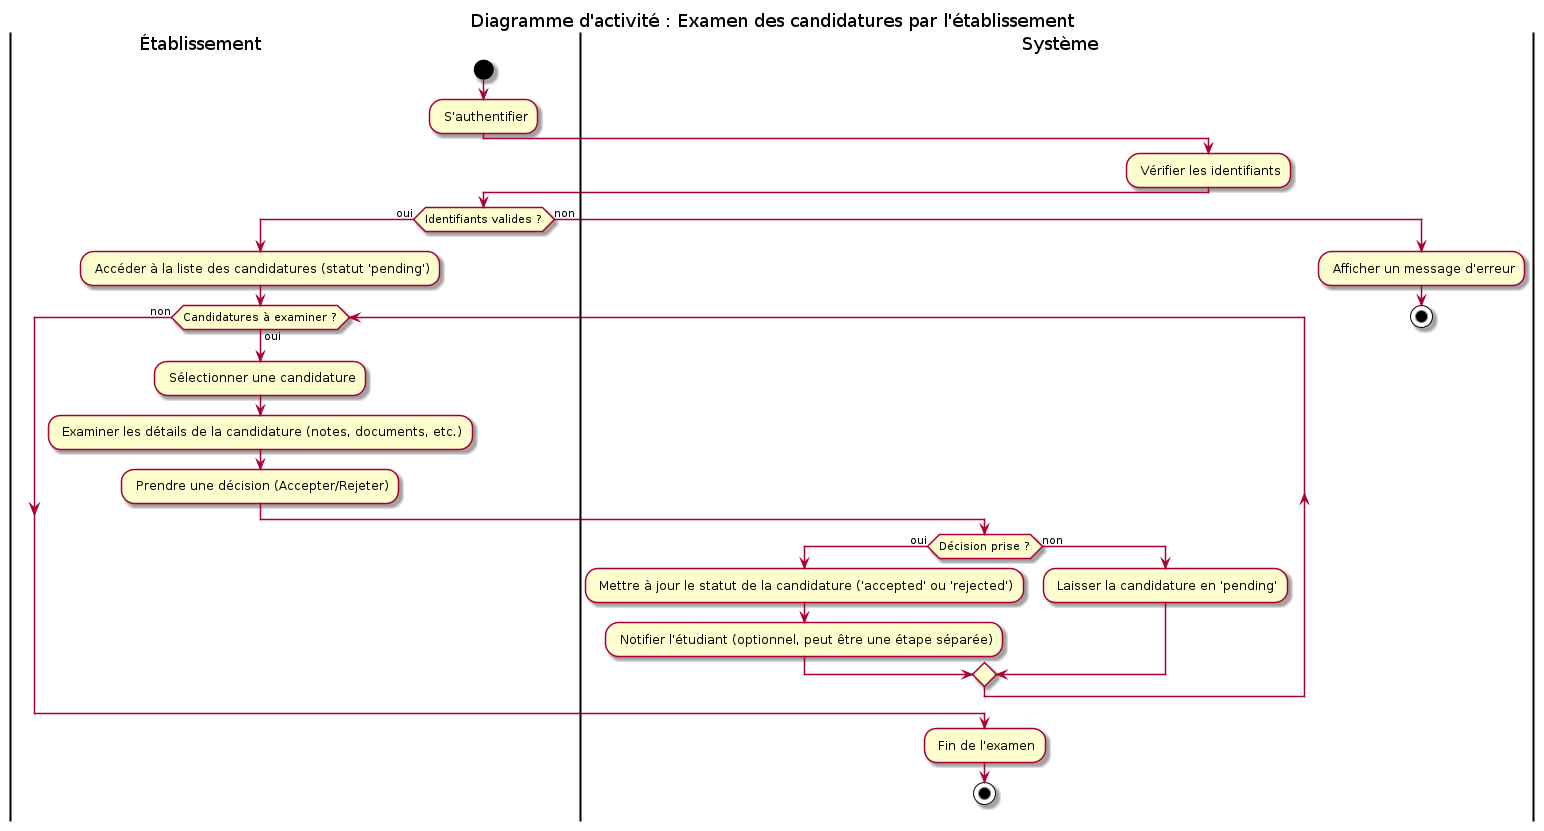 Diagramme d'activité : Examen des candidatures par l'établissement
Établissement
Système
S'authentifier
Vérifier les identifiants
oui
Identifiants valides ?
non
Accéder à la liste des candidatures (statut 'pending')
Afficher un message d'erreur
non
Candidatures à examiner ?
oui
Sélectionner une candidature
Examiner les détails de la candidature (notes, documents, etc.)
Prendre une décision (Accepter/Rejeter)
oui
Décision prise ?
non
Mettre à jour le statut de la candidature ('accepted' ou 'rejected')
Laisser la candidature en 'pending'
Notifier l'étudiant (optionnel, peut être une étape séparée)
Fin de l'examen